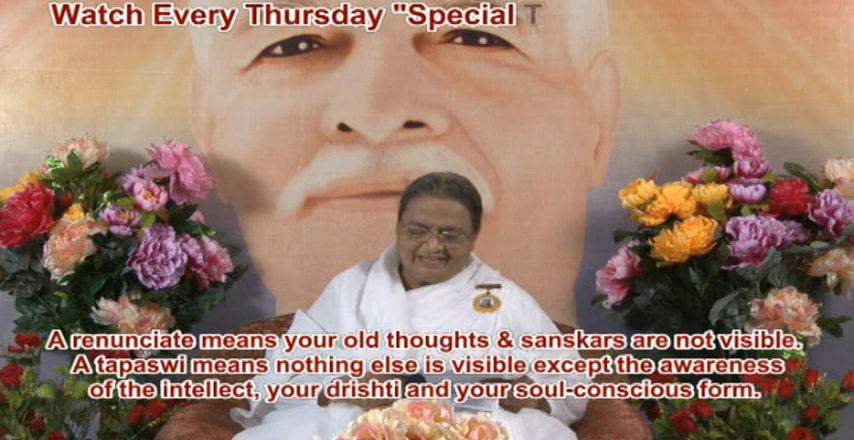 Watch Every Thursday "Special T
A renunciate means your old thoughts & sanskars are not visible.
A tapaswi means nothing else is visible except the awareness
of the intellect, your drishti and your soul-conscious form.